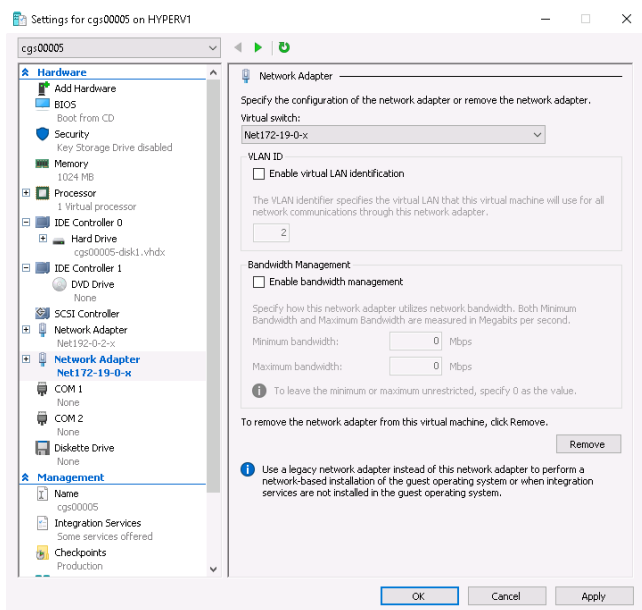 Settings for cgs00005 on HYPERV1
cgs00005
Hardware
Add Hardware
BIOS
Boot from CD
Security
Key Storage Drive disabled
Memory
1024 MB
Processor
1 Virtual processor
IDE Controller 0
Hard Drive
cgs00005-disk1.vhdx
IDE Controller 1
DVD Drive
None
SCSI Controller
Network Adapter
Net192-0-2-x
Network Adapter
Net172-19-0-x
COM 1
None
COM 2
None
Diskette Drive
None
Management
Name
cgs00005
Integration Services
Some services offered
Checkpoints
Production
Network Adapter
Specify the configuration of the network adapter or remove the network adapter.
Virtual switch:
Net172-19-0-x
VLAN ID
Enable virtual LAN identification
The VLAN identifier specifies the virtual LAN that this virtual machine will use for all
network communications through this network adapter.
2
Bandwidth Management
Enable bandwidth management
Specify how this network adapter utilizes network bandwidth. Both Minimum
Bandwidth and Maximum Bandwidth are measured in Megabits per second.
Minimum bandwidth: 0 Mbps
Maximum bandwidth: 0 Mbps
To leave the minimum or maximum unrestricted, specify 0 as the value.
To remove the network adapter from this virtual machine, click Remove.
Remove
Use a legacy network adapter instead of this network adapter to perform a
network-based installation of the guest operating system or when integration
services are not installed in the guest operating system.
OK Cancel Apply